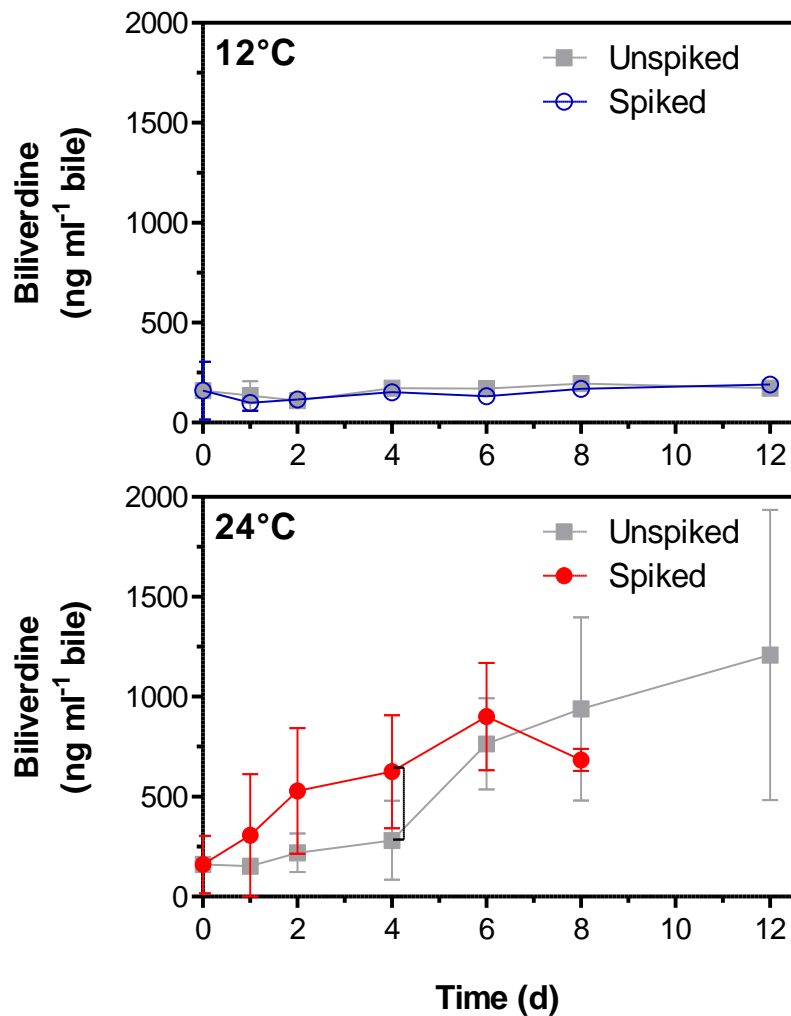 12°C
Unspiked
Spiked
2000
1500
1000
500
0
0 2 4 6 8 10 12
Biliverdine
(ng ml⁻¹ bile)
24°C
Unspiked
Spiked
2000
1500
1000
500
0
0 2 4 6 8 10 12
Biliverdine
(ng ml⁻¹ bile)
Time (d)